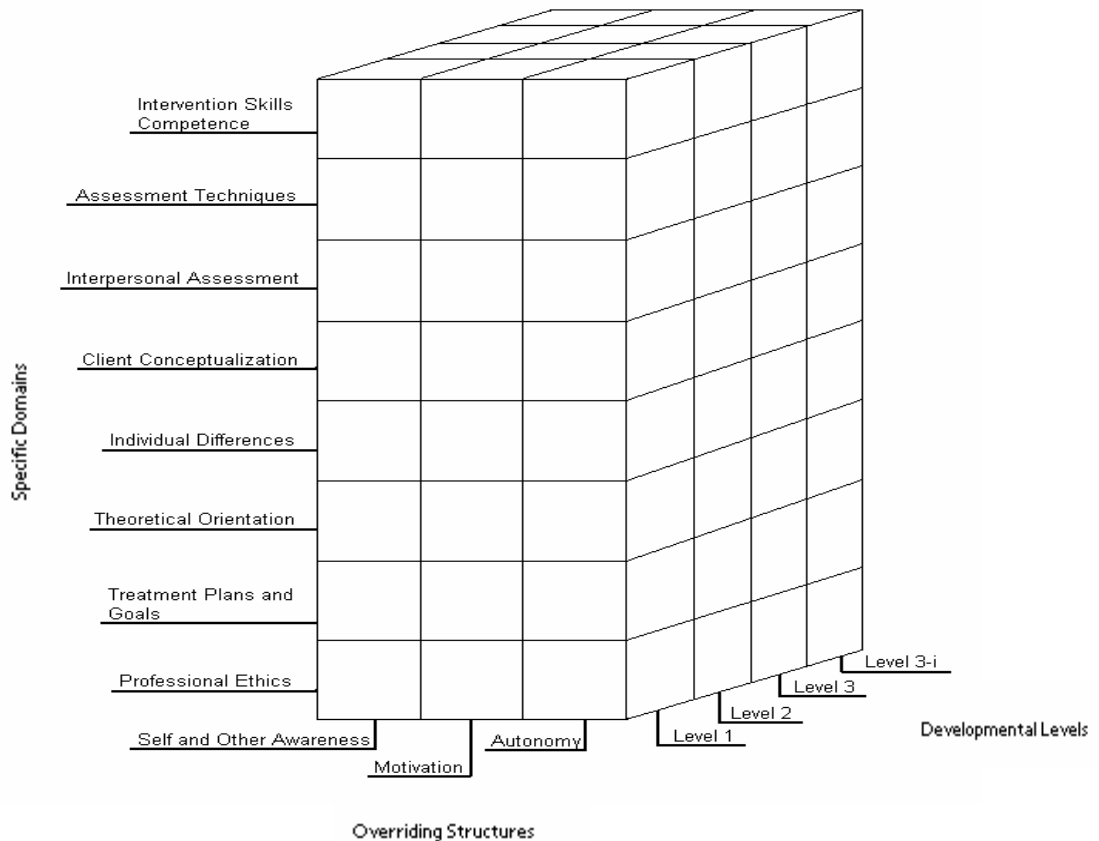 Intervention Skills
Competence
Assessment Techniques
Interpersonal Assessment
Client Conceptualization
Specific Domains
Individual Differences
Theoretical Orientation
Treatment Plans and
Goals
Professional Ethics
Level 3-i
Level 3
Level 2
Level 1
Developmental Levels
Self and Other Awareness
Autonomy
Motivation
Overriding Structures